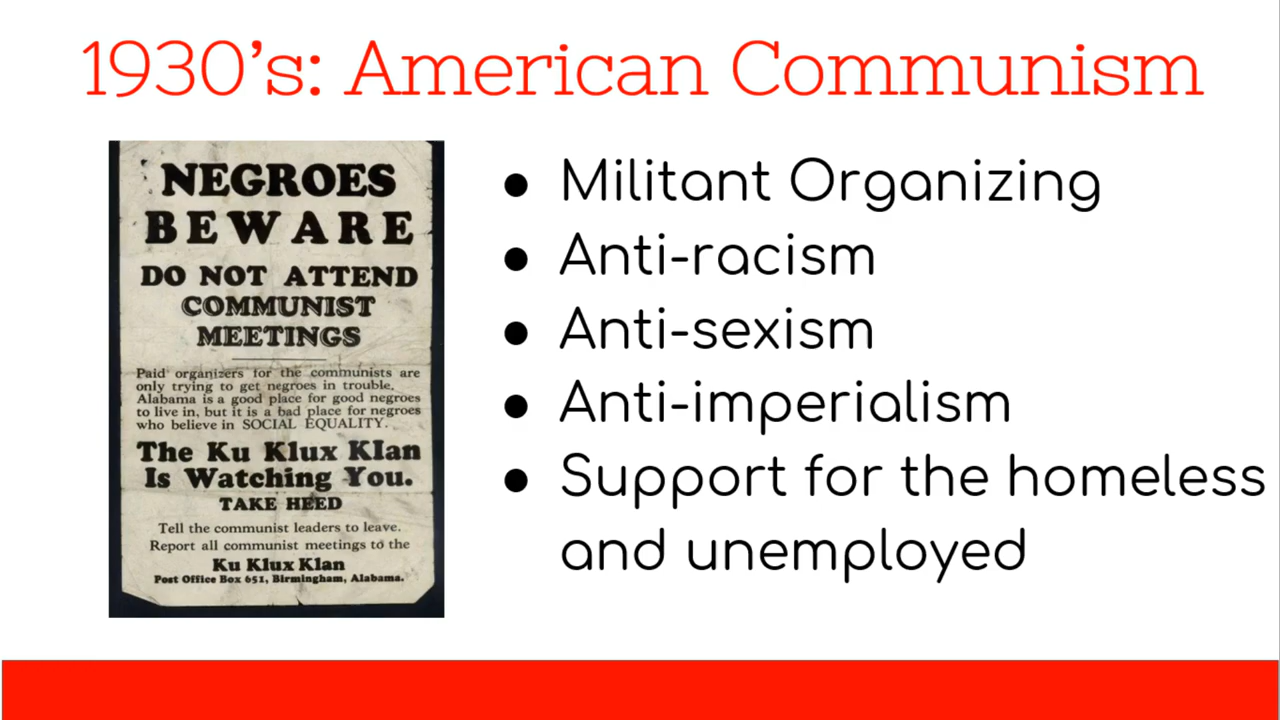 1930's: American Communism
NEGROES
BEWARE
DO NOT ATTEND
COMMUNIST
MEETINGS
Paid organizers for the communists are
only trying to get negroes in trouble.
Alabama is a good place for good negroes
to live in, but it is a bad place for negroes
who believe in SOCIAL EQUALITY.
The Ku Klux Klan
Is Watching You.
TAKE HEED
Tell the communist leaders to leave.
Report all communist meetings to the
Ku Klux Klan
Post Office Box 651, Birmingham, Alabama.
● Militant Organizing
● Anti-racism
● Anti-sexism
● Anti-imperialism
● Support for the homeless
and unemployed